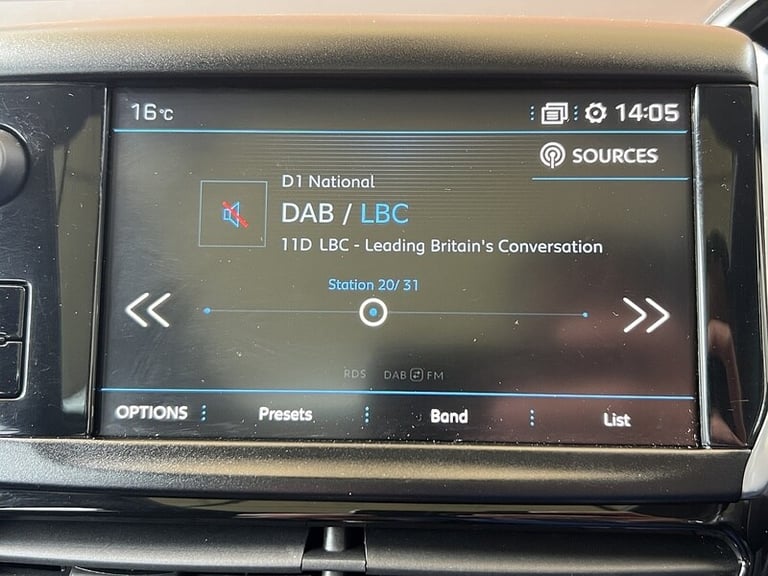 16°C 14:05
SOURCES
D1 National
DAB / LBC
11D LBC - Leading Britain's Conversation
Station 20/31
RDS DAB FM
OPTIONS Presets Band List